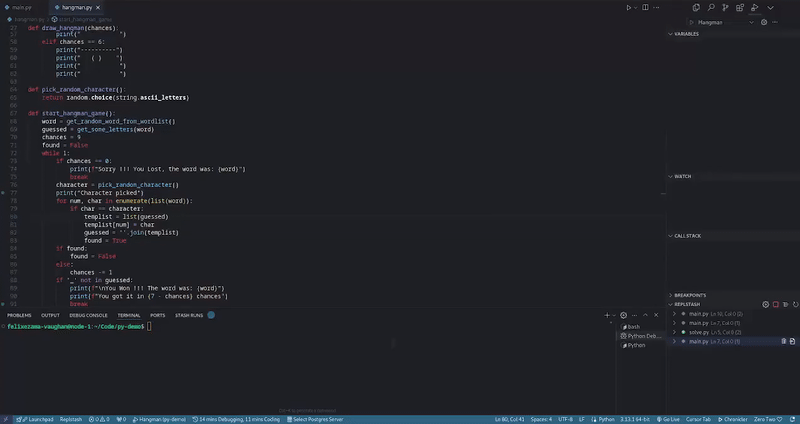 main.py
hangman.py ×
hangman.py > start_hangman_game
Hangman
27 def draw_hangman(chances):
57 print("          ")
58 elif chances == 6:
59 print("----------")
60 print("   ( )    ")
61 print("          ")
62 print("          ")
63
64 def pick_random_character():
65 return random.choice(string.ascii_letters)
66
67 def start_hangman_game():
68 word = get_random_word_from_wordlist()
69 guessed = get_some_letters(word)
70 chances = 9
71 found = False
72 while 1:
73 if chances == 0:
74 print(f"Sorry !!! You Lost, the word was: {word}")
75 break
76 character = pick_random_character()
77 print("Character picked")
78 for num, char in enumerate(list(word)):
79 if char == character:
80 templist = list(guessed)
81 templist[num] = char
82 guessed = ''.join(templist)
83 found = True
84 if found:
85 found = False
86 else:
87 chances -= 1
88 if '_' not in guessed:
89 print(f"\nYou Won !!! The word was: {word}")
90 print(f"You got it in {7 - chances} chances")
91 break
VARIABLES
WATCH
CALL STACK
BREAKPOINTS
REPLSTASH
main.py Ln 10, Col 0 (2)
main.py Ln 7, Col 0 (1)
solve.py Ln 5, Col 8 (2)
main.py Ln 7, Col 0 (1)
PROBLEMS OUTPUT DEBUG CONSOLE TERMINAL PORTS STASH RUNS
felixezama-vaughan@node-1:~/Code/py-demo$
bash
Python Deb...
Python
Launchpad Replstash 0 0 0 Hangman (py-demo) 14 mins Debugging, 11 mins Coding Select Postgres Server Ln 80, Col 41 Spaces: 4 UTF-8 LF Python 3.13.1 64-bit Go Live Cursor Tab Chronicler Zero Two